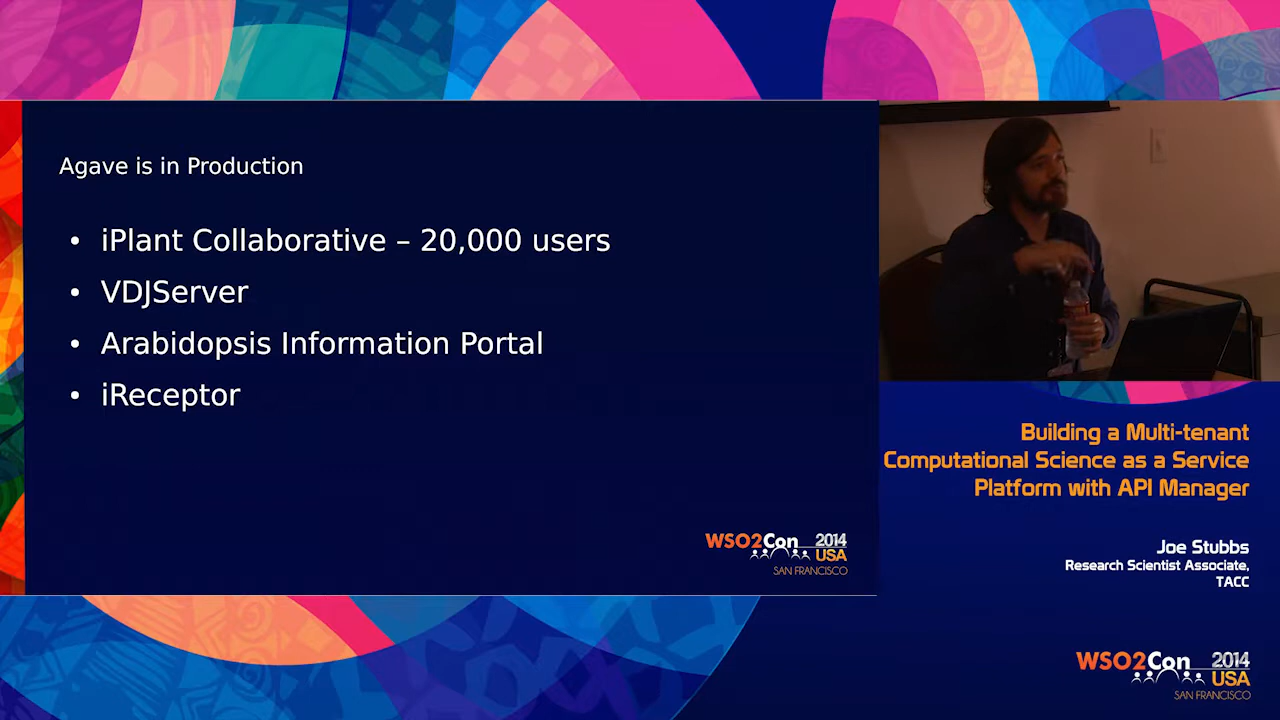 Agave is in Production
• iPlant Collaborative – 20,000 users
• VDJServer
• Arabidopsis Information Portal
• iReceptor
WSO2Con 2014
USA
SAN FRANCISCO
Building a Multi-tenant
Computational Science as a Service
Platform with API Manager
Joe Stubbs
Research Scientist Associate,
TACC
WSO2Con 2014
USA
SAN FRANCISCO